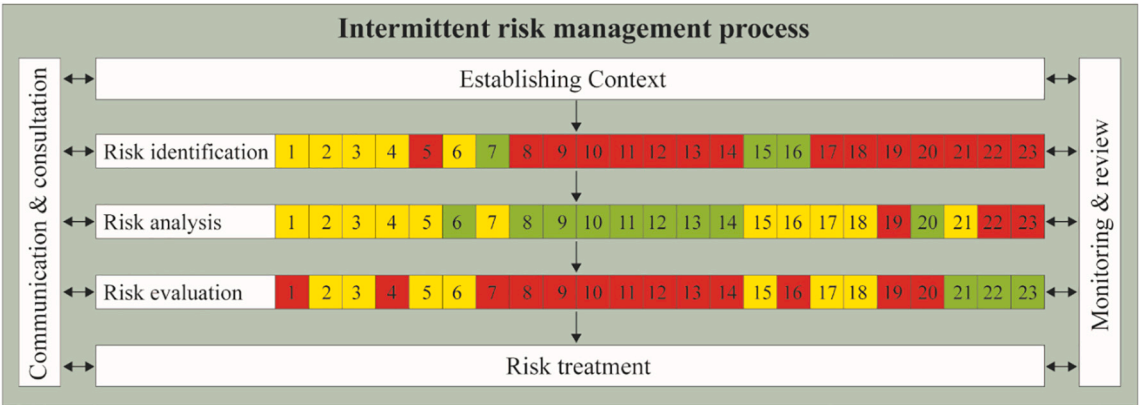 Intermittent risk management process
Communication & consultation
Establishing Context
Risk identification 1 2 3 4 5 6 7 8 9 10 11 12 13 14 15 16 17 18 19 20 21 22 23
Risk analysis 1 2 3 4 5 6 7 8 9 10 11 12 13 14 15 16 17 18 19 20 21 22 23
Risk evaluation 1 2 3 4 5 6 7 8 9 10 11 12 13 14 15 16 17 18 19 20 21 22 23
Risk treatment
Monitoring & review